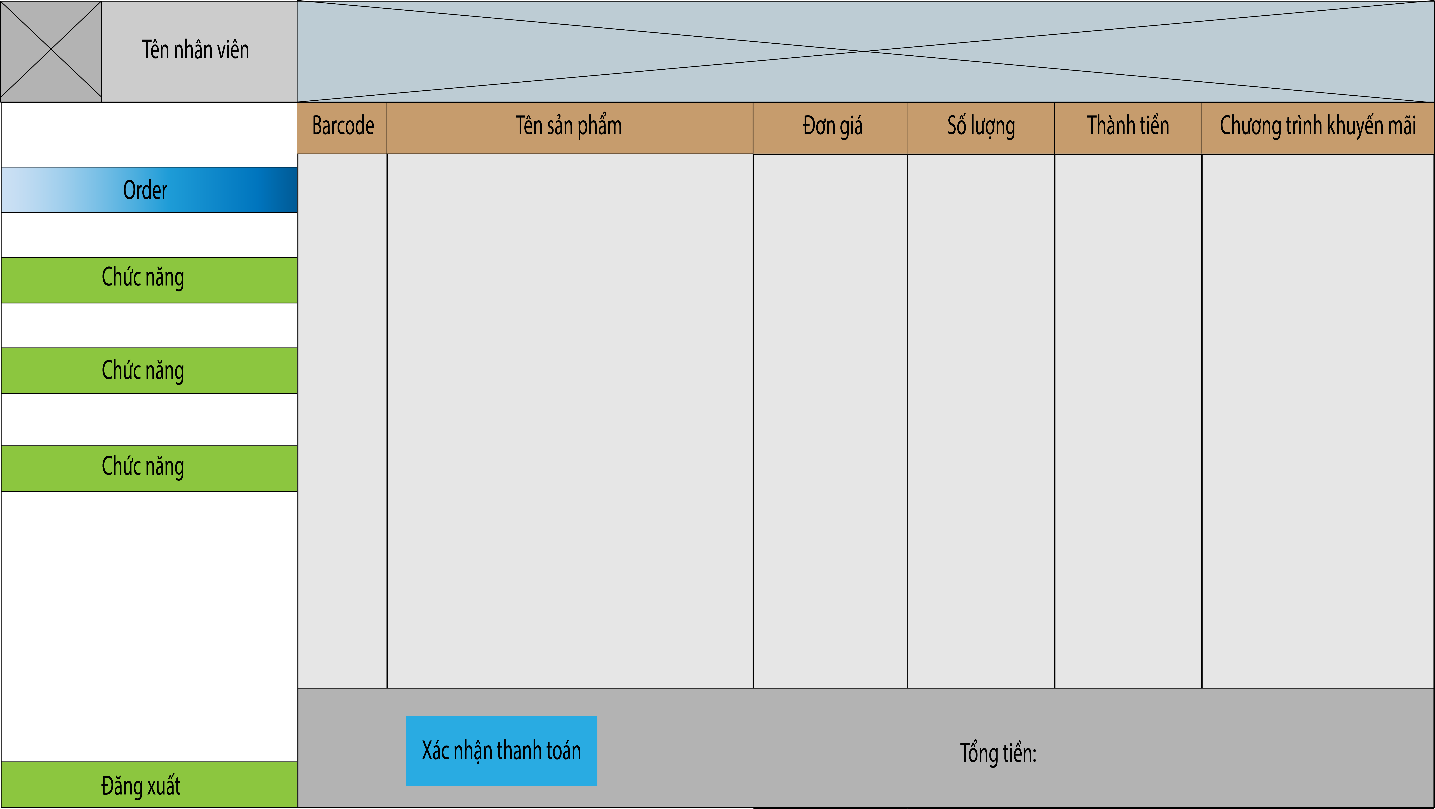 Tên nhân viên
Barcode Tên sản phẩm Đơn giá Số lượng Thành tiền Chương trình khuyến mãi
Order
Chức năng
Chức năng
Chức năng
Xác nhận thanh toán Tổng tiền:
Đăng xuất